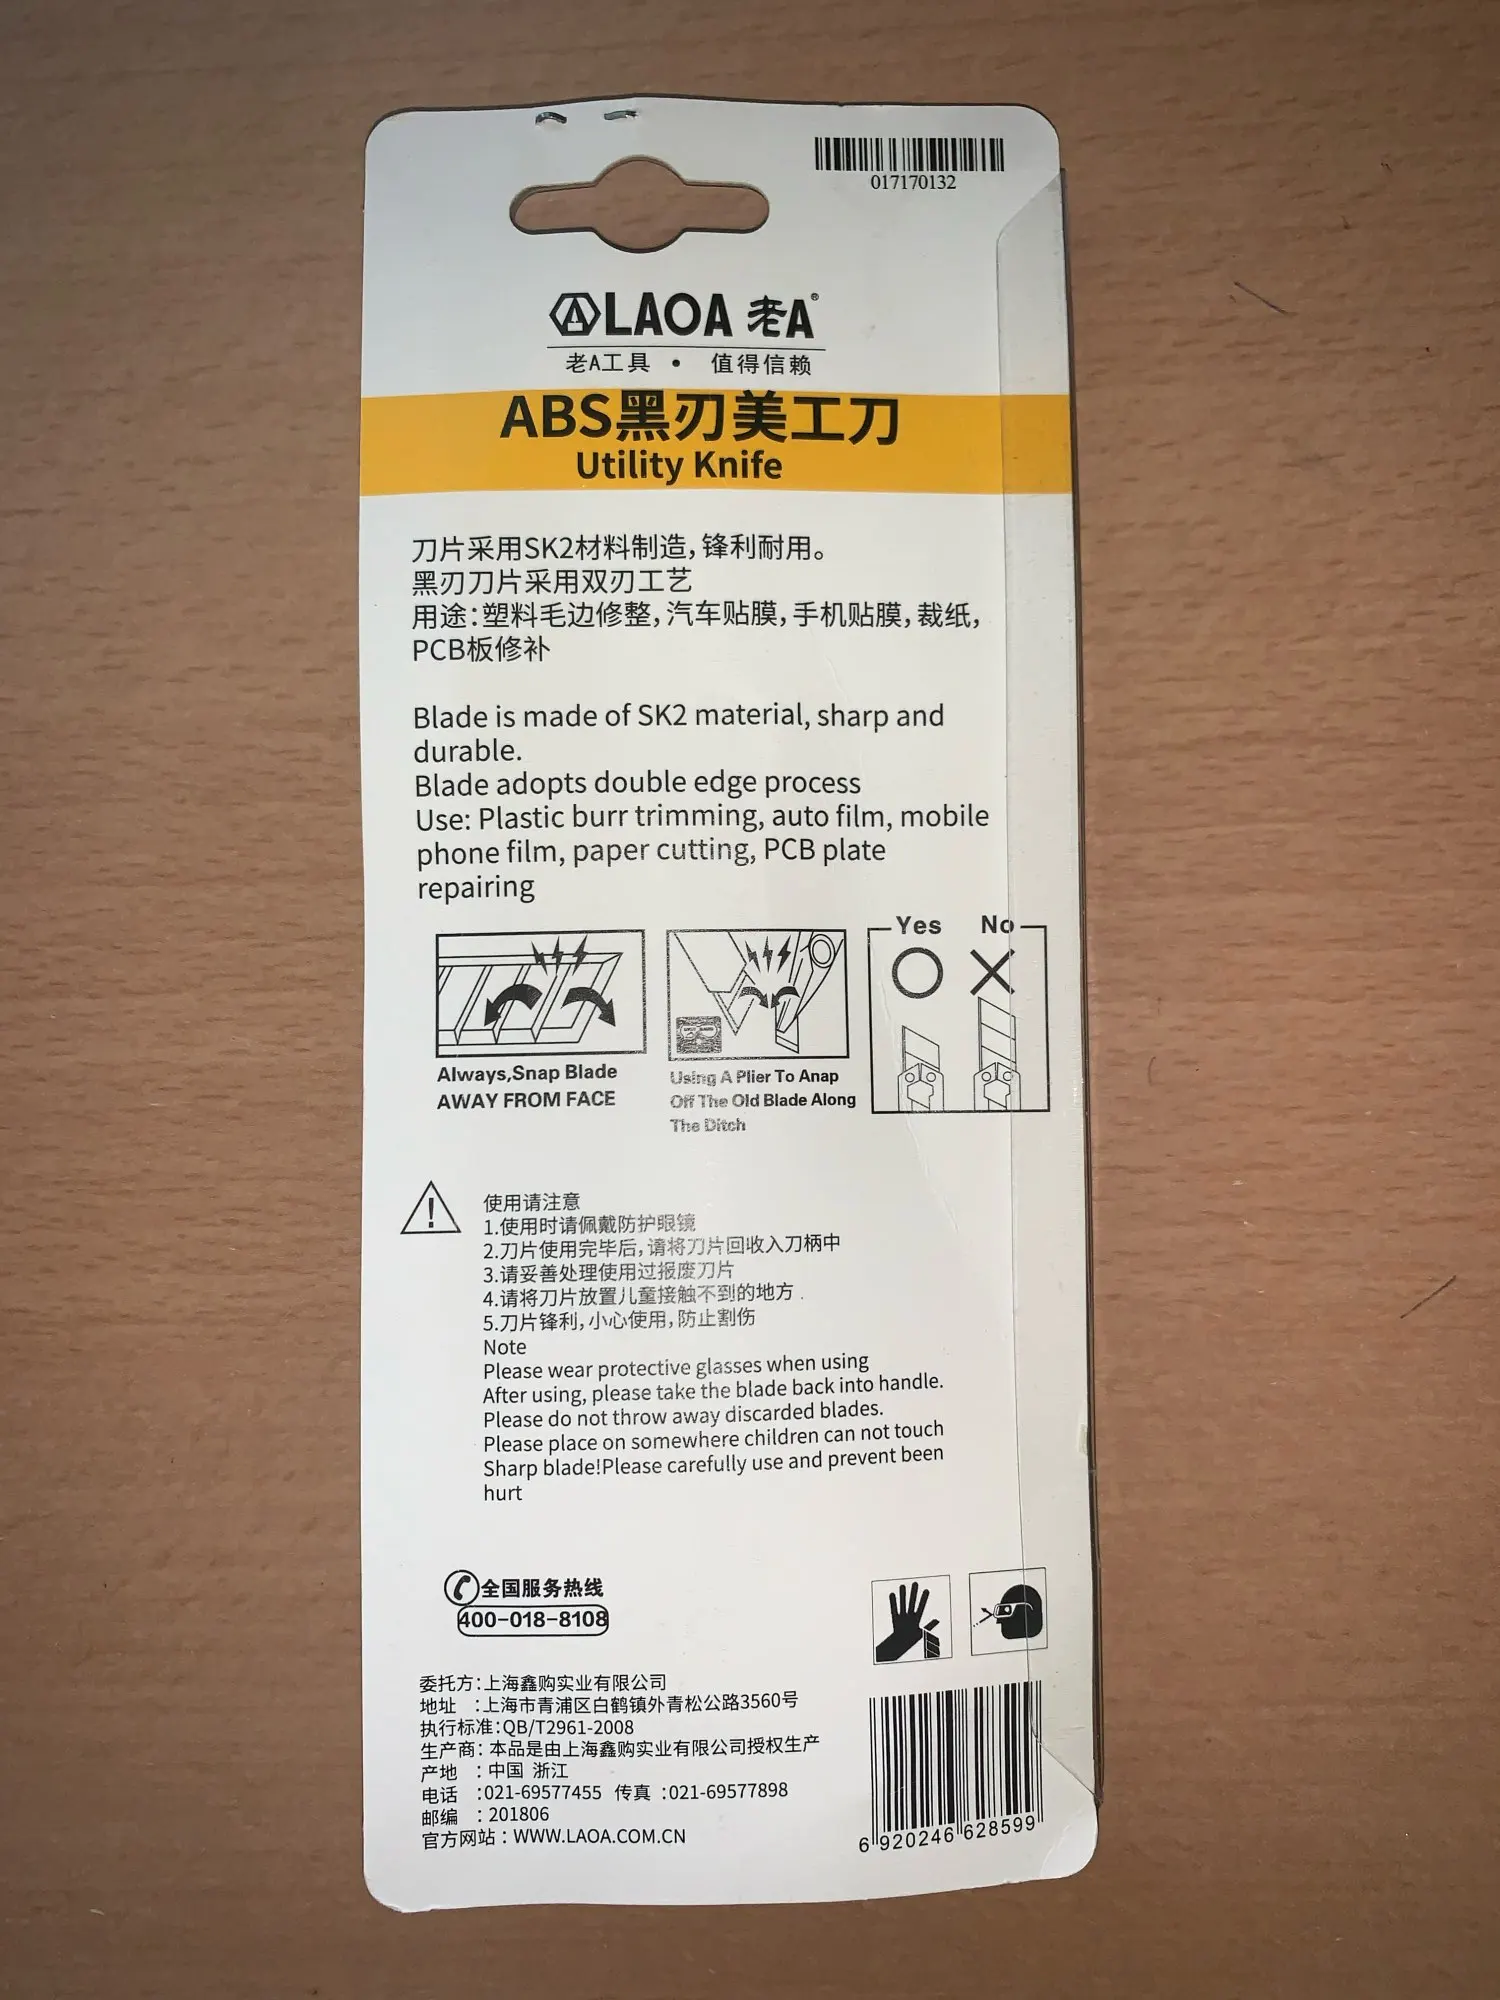 017170132
LAOA 老A®
老A工具 • 值得信赖
ABS黑刃美工刀
Utility Knife
刀片采用SK2材料制造,锋利耐用。
黑刃刀片采用双刃工艺
用途:塑料毛边修整,汽车贴膜,手机贴膜,裁纸,
PCB板修补
Blade is made of SK2 material, sharp and
durable.
Blade adopts double edge process
Use: Plastic burr trimming, auto film, mobile
phone film, paper cutting, PCB plate
repairing
Yes No
Always,Snap Blade
AWAY FROM FACE
Using A Plier To Anap
Off The Old Blade Along
The Ditch
使用请注意
1.使用时请佩戴防护眼镜
2.刀片使用完毕后,请将刀片回收入刀柄中
3.请妥善处理使用过报废刀片
4.请将刀片放置儿童接触不到的地方.
5.刀片锋利,小心使用,防止割伤
Note
Please wear protective glasses when using
After using, please take the blade back into handle.
Please do not throw away discarded blades.
Please place on somewhere children can not touch
Sharp blade!Please carefully use and prevent been
hurt
全国服务热线
400-018-8108
委托方:上海鑫购实业有限公司
地址 :上海市青浦区白鹤镇外青松公路3560号
执行标准:QB/T2961-2008
生产商: 本品是由上海鑫购实业有限公司授权生产
产地 : 中国 浙江
电话 :021-69577455 传真 :021-69577898
邮编 : 201806
官方网站 : WWW.LAOA.COM.CN
6 920246 628599